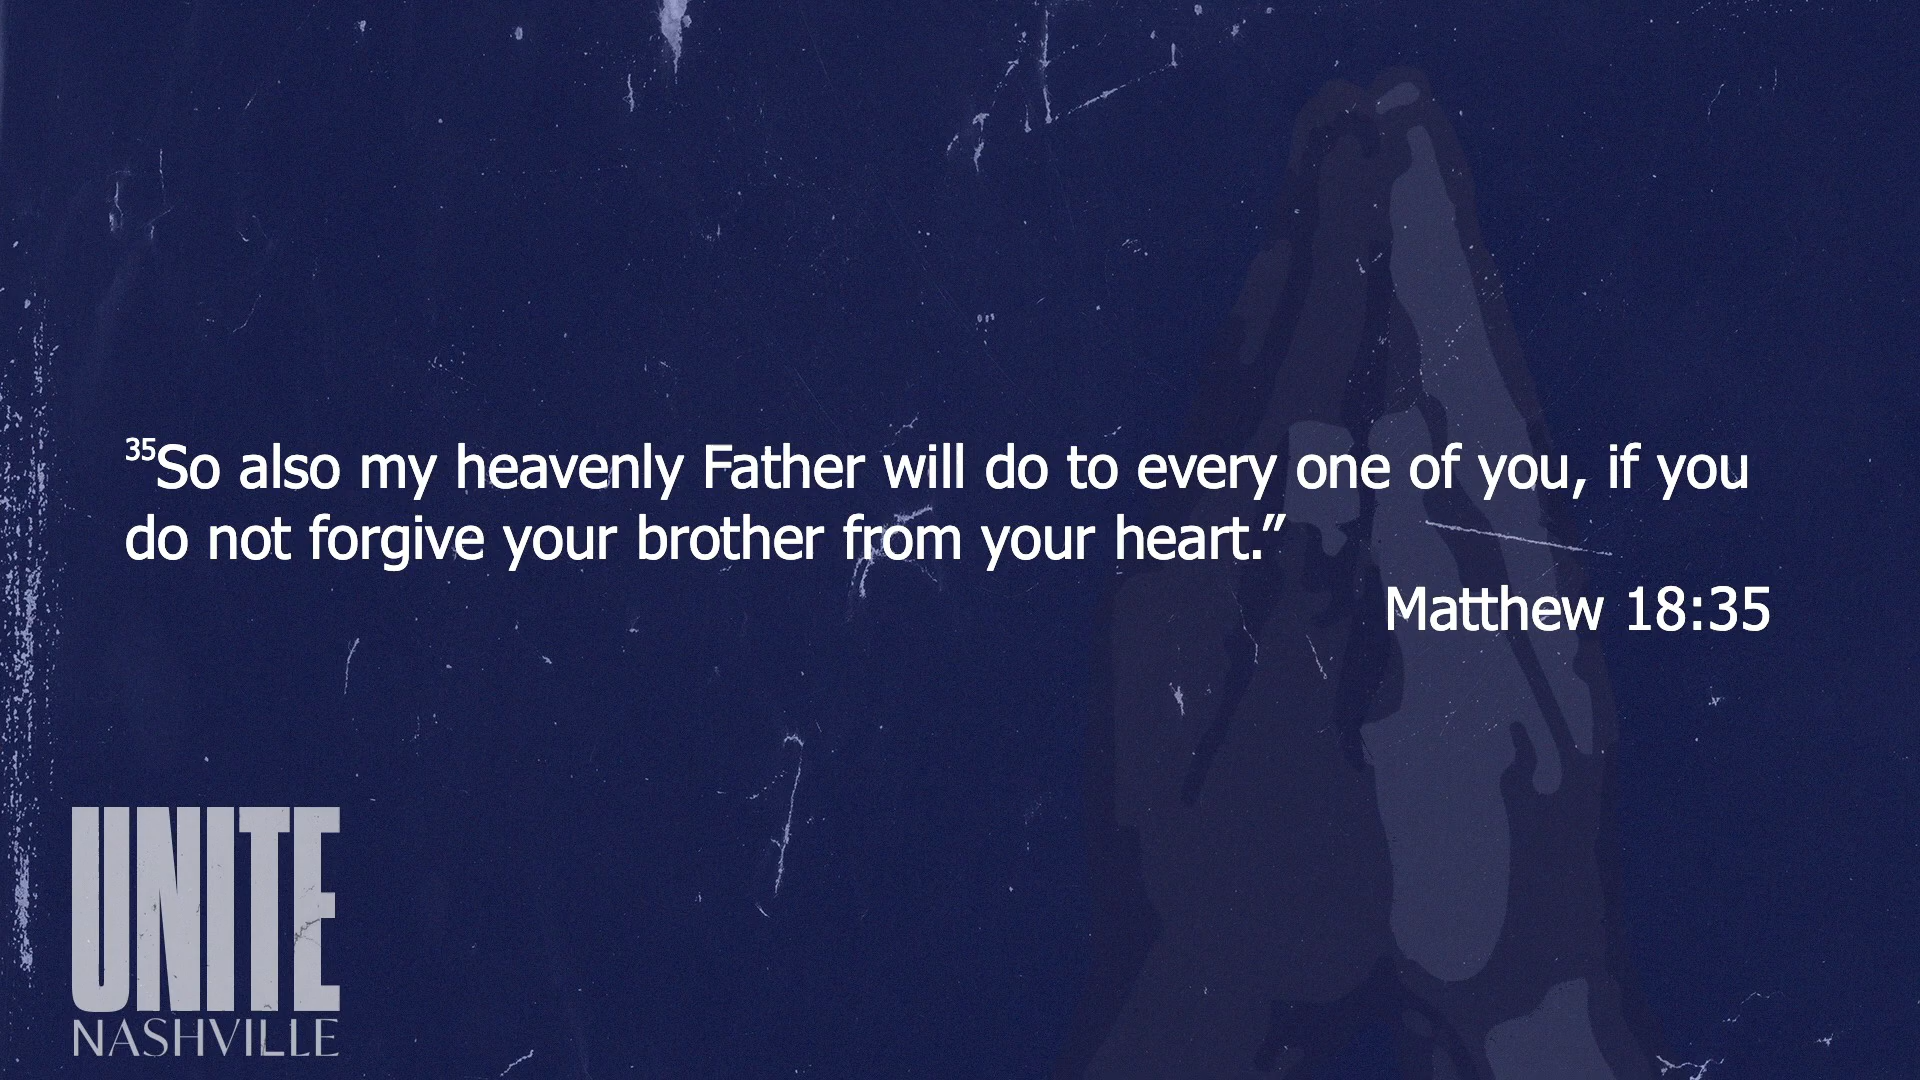 35So also my heavenly Father will do to every one of you, if you
do not forgive your brother from your heart.”
Matthew 18:35
UNITE
NASHVILLE